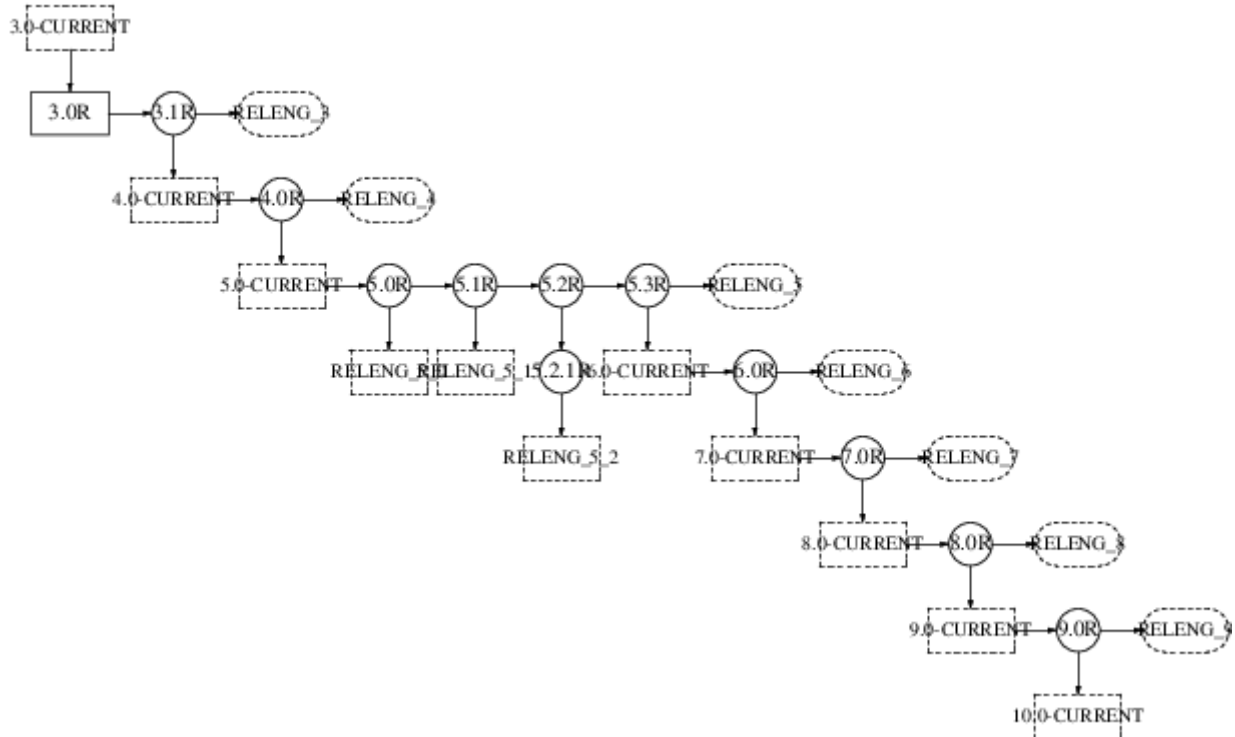 3.0-CURRENT
3.0R
3.1R
RELENG_3
4.0-CURRENT
4.0R
RELENG_4
5.0-CURRENT
5.0R
5.1R
5.2R
5.3R
RELENG_5
RELENG_5_1
5.2.1R
6.0-CURRENT
6.0R
RELENG_6
RELENG_5_2
7.0-CURRENT
7.0R
RELENG_7
8.0-CURRENT
8.0R
RELENG_8
9.0-CURRENT
9.0R
RELENG_9
10.0-CURRENT